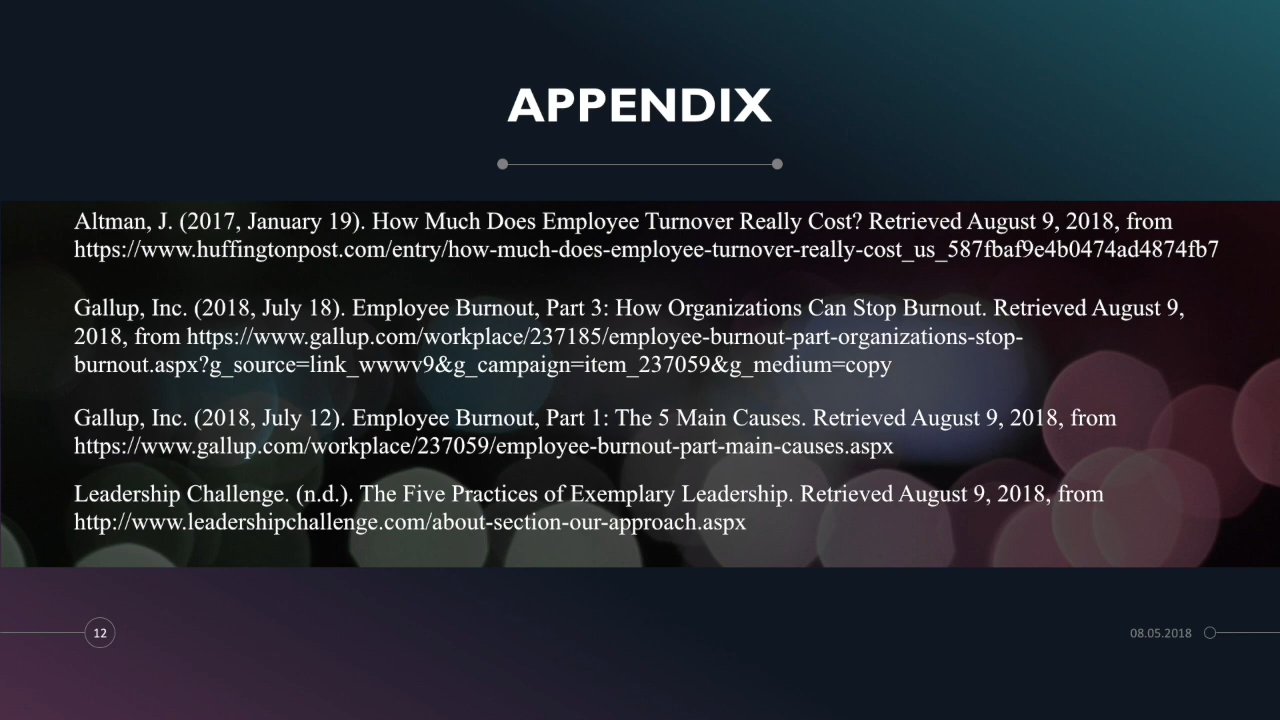 APPENDIX
Altman, J. (2017, January 19). How Much Does Employee Turnover Really Cost? Retrieved August 9, 2018, from
https://www.huffingtonpost.com/entry/how-much-does-employee-turnover-really-cost_us_587fbaf9e4b0474ad4874fb7
Gallup, Inc. (2018, July 18). Employee Burnout, Part 3: How Organizations Can Stop Burnout. Retrieved August 9,
2018, from https://www.gallup.com/workplace/237185/employee-burnout-part-organizations-stop-
burnout.aspx?g_source=link_wwwv9&g_campaign=item_237059&g_medium=copy
Gallup, Inc. (2018, July 12). Employee Burnout, Part 1: The 5 Main Causes. Retrieved August 9, 2018, from
https://www.gallup.com/workplace/237059/employee-burnout-part-main-causes.aspx
Leadership Challenge. (n.d.). The Five Practices of Exemplary Leadership. Retrieved August 9, 2018, from
http://www.leadershipchallenge.com/about-section-our-approach.aspx
12
08.05.2018